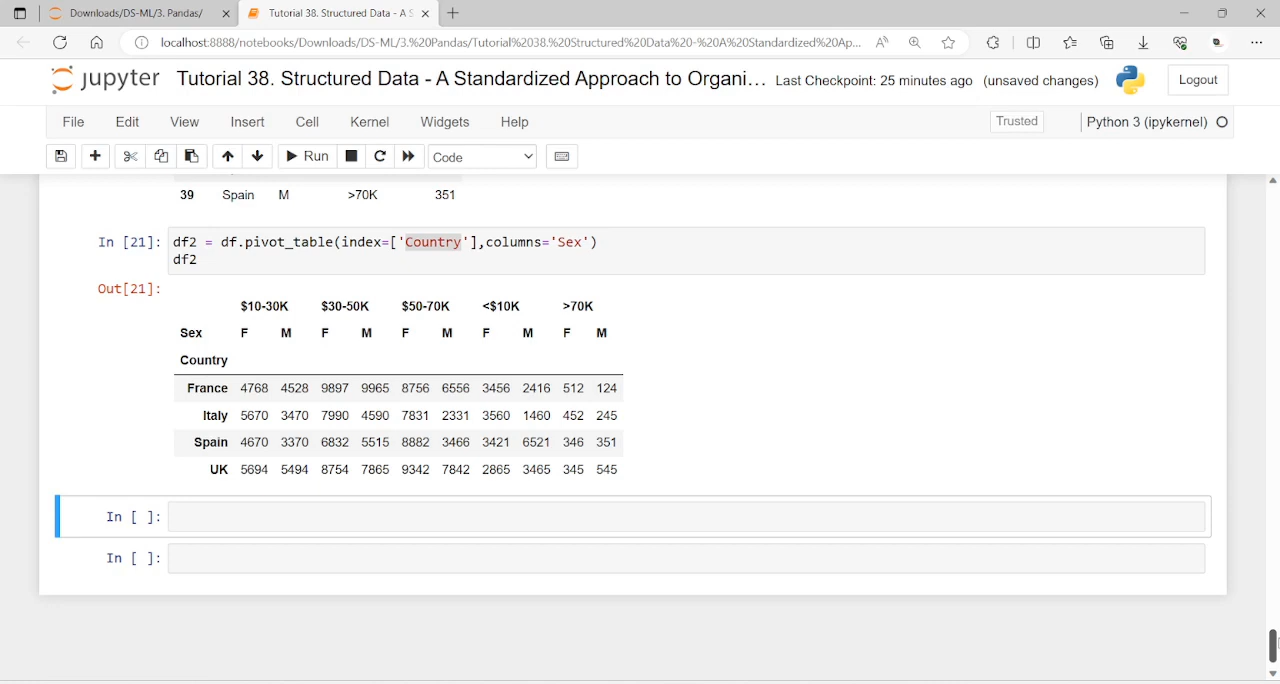 Downloads/DS-ML/3. Pandas/
Tutorial 38. Structured Data - A S
localhost:8888/notebooks/Downloads/DS-ML/3.%20Pandas/Tutorial%2038.%20Structured%20Data%20-%20A%20Standardized%20Ap...
jupyter Tutorial 38. Structured Data - A Standardized Approach to Organi... Last Checkpoint: 25 minutes ago (unsaved changes) Logout
File Edit View Insert Cell Kernel Widgets Help Trusted Python 3 (ipykernel)
Run Code
39 Spain M >70K 351
In [21]: df2 = df.pivot_table(index=['Country'],columns='Sex')
df2
Out[21]:
$10-30K $30-50K $50-70K <$10K >70K
Sex F M F M F M F M F M
Country
France 4768 4528 9897 9965 8756 6556 3456 2416 512 124
Italy 5670 3470 7990 4590 7831 2331 3560 1460 452 245
Spain 4670 3370 6832 5515 8882 3466 3421 6521 346 351
UK 5694 5494 8754 7865 9342 7842 2865 3465 345 545
In [ ]:
In [ ]: